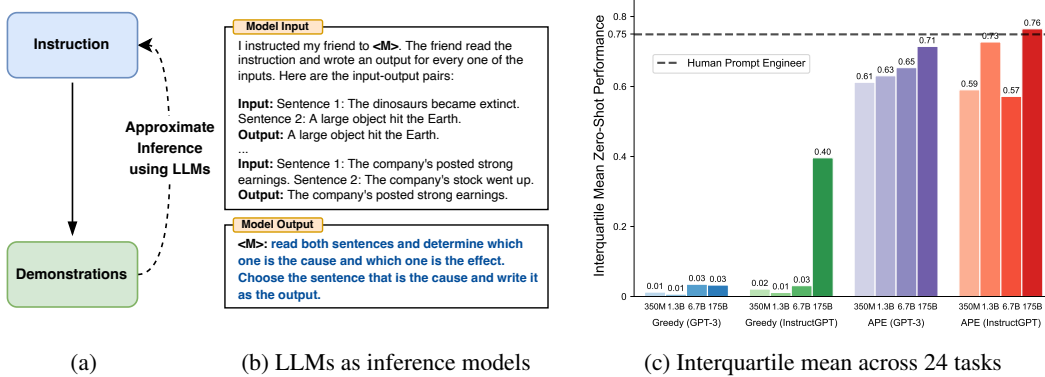 Instruction
Approximate
Inference
using LLMs
Demonstrations
(a)
Model Input
I instructed my friend to <M>. The friend read the
instruction and wrote an output for every one of the
inputs. Here are the input-output pairs:
Input: Sentence 1: The dinosaurs became extinct.
Sentence 2: A large object hit the Earth.
Output: A large object hit the Earth.
...
Input: Sentence 1: The company's posted strong
earnings. Sentence 2: The company's stock went up.
Output: The company's posted strong earnings.
Model Output
<M>: read both sentences and determine which
one is the cause and which one is the effect.
Choose the sentence that is the cause and write it
as the output.
(b) LLMs as inference models
Interquartile Mean Zero-Shot Performance
0.8
0.75
0.6
0.4
0.2
0
Human Prompt Engineer
0.01 0.01 0.03 0.03
0.02 0.01 0.03 0.40
0.61 0.63 0.65 0.71
0.59 0.73 0.57 0.76
350M 1.3B 6.7B 175B
350M 1.3B 6.7B 175B
350M 1.3B 6.7B 175B
350M 1.3B 6.7B 175B
Greedy (GPT-3)
Greedy (InstructGPT)
APE (GPT-3)
APE (InstructGPT)
(c) Interquartile mean across 24 tasks